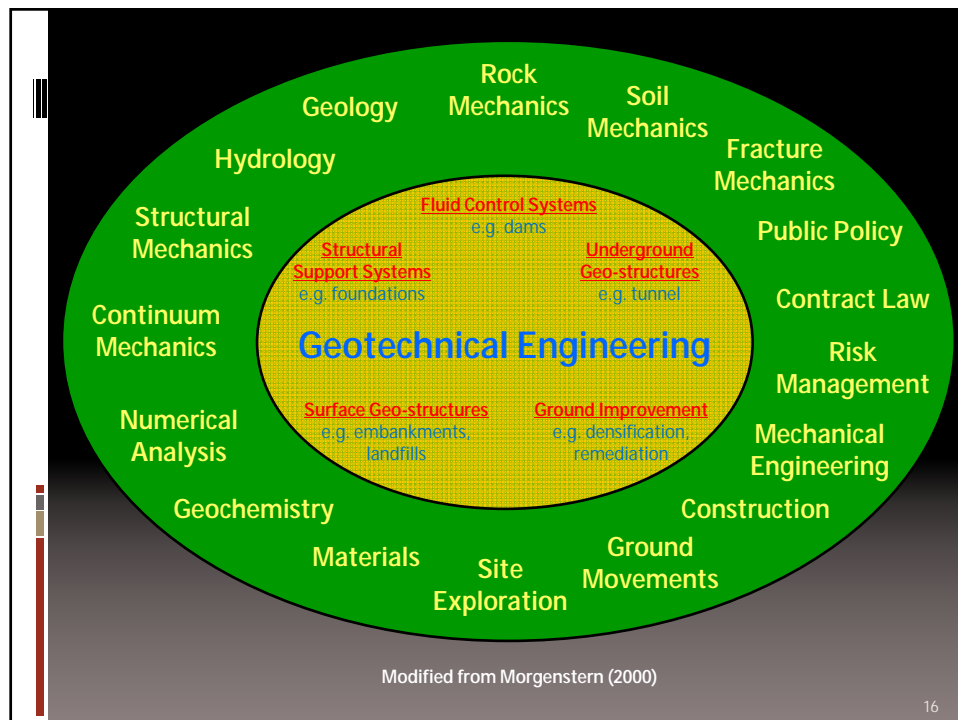 Rock
Mechanics
Soil
Mechanics
Geology
Fracture
Mechanics
Hydrology
Structural
Mechanics
Public Policy
Continuum
Mechanics
Contract Law
Risk
Management
Numerical
Analysis
Mechanical
Engineering
Geochemistry
Construction
Materials
Ground
Movements
Site
Exploration
Fluid Control Systems
e.g. dams
Structural
Support Systems
e.g. foundations
Underground
Geo-structures
e.g. tunnel
Geotechnical Engineering
Surface Geo-structures
e.g. embankments,
landfills
Ground Improvement
e.g. densification,
remediation
Modified from Morgenstern (2000)
16